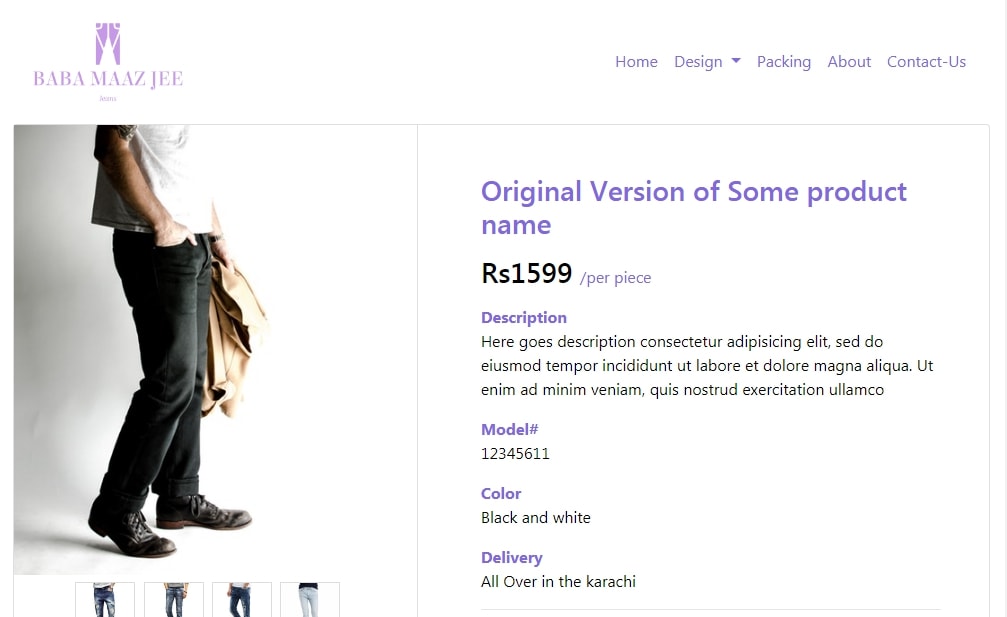 BABA MAAZ JEE
Jeans
Home
Design
Packing
About
Contact-Us
Original Version of Some product
name
Rs1599 /per piece
Description
Here goes description consectetur adipisicing elit, sed do
eiusmod tempor incididunt ut labore et dolore magna aliqua. Ut
enim ad minim veniam, quis nostrud exercitation ullamco
Model#
12345611
Color
Black and white
Delivery
All Over in the karachi